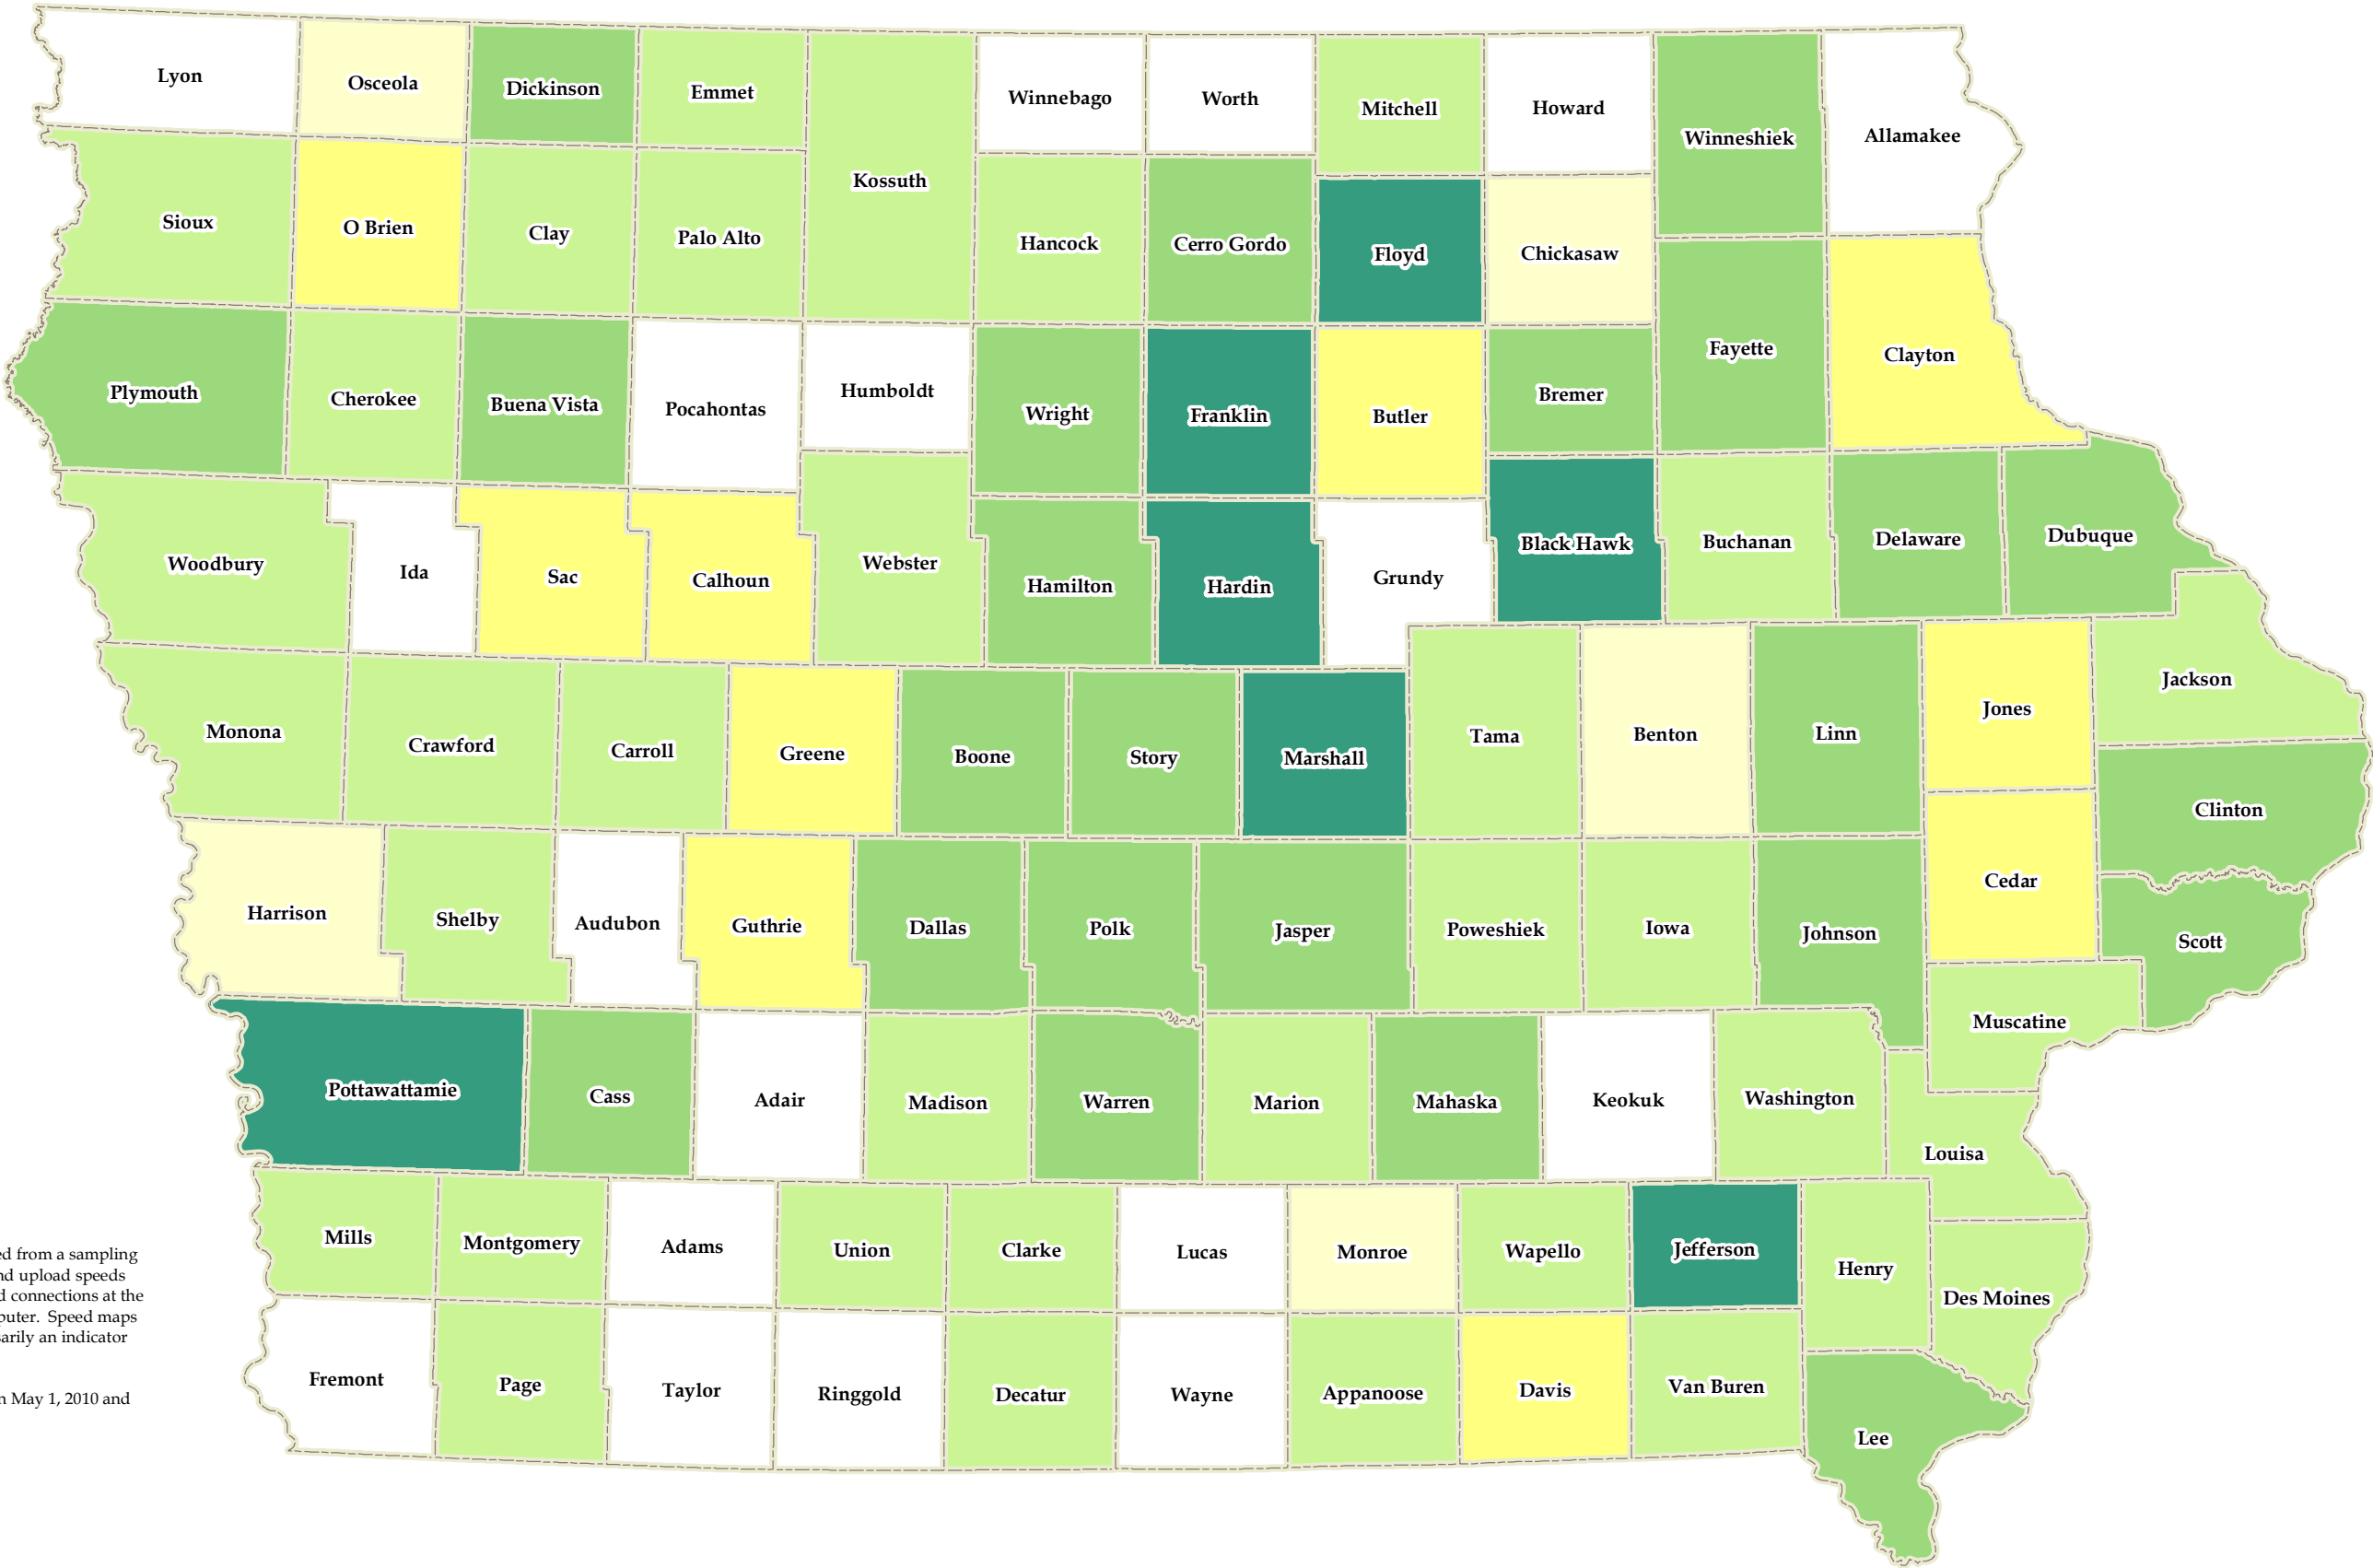 Lyon
Osceola
Dickinson
Emmet
Kossuth
Winnebago
Worth
Mitchell
Howard
Winneshiek
Allamakee
Sioux
O Brien
Clay
Palo Alto
Hancock
Cerro Gordo
Floyd
Chickasaw
Fayette
Clayton
Plymouth
Cherokee
Buena Vista
Pocahontas
Humboldt
Wright
Franklin
Butler
Bremer
Woodbury
Ida
Sac
Calhoun
Webster
Hamilton
Hardin
Grundy
Black Hawk
Buchanan
Delaware
Dubuque
Monona
Crawford
Carroll
Greene
Boone
Story
Marshall
Tama
Benton
Linn
Jones
Jackson
Clinton
Harrison
Shelby
Audubon
Guthrie
Dallas
Polk
Jasper
Poweshiek
Iowa
Johnson
Cedar
Scott
Muscatine
Pottawattamie
Cass
Adair
Madison
Warren
Marion
Mahaska
Keokuk
Washington
Louisa
Mills
Montgomery
Adams
Union
Clarke
Lucas
Monroe
Wapello
Jefferson
Henry
Des Moines
Fremont
Page
Taylor
Ringgold
Decatur
Wayne
Appanoose
Davis
Van Buren
Lee
from a sampling
upload speeds
connections at the
Speed maps
an indicator
May 1, 2010 and